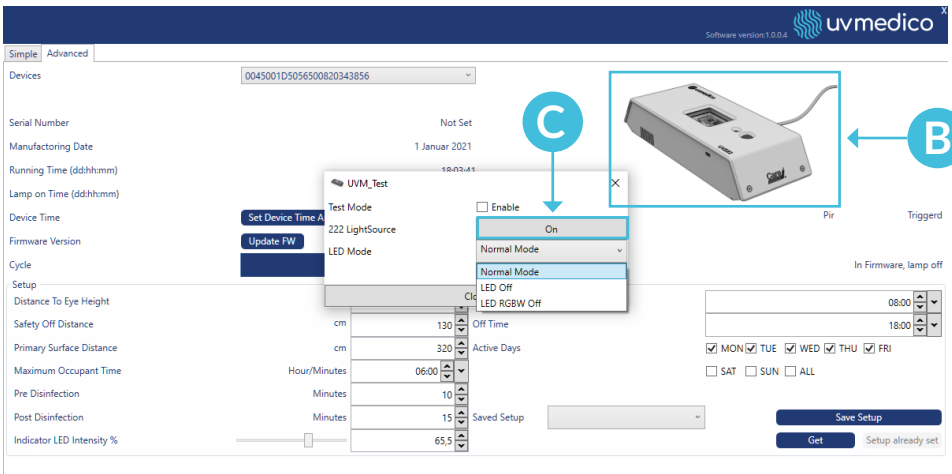 X
Software version:1.0.0.4 uvmedico
Simple Advanced
Devices 0045001D5056500820343856
Serial Number Not Set
Manufactoring Date 1 Januar 2021
Running Time (dd:hh:mm) 18:03:41
Lamp on Time (dd:hh:mm)
Device Time Set Device Time A Pir Triggerd
Firmware Version Update FW
Cycle In Firmware, lamp off
C
B
UVM_Test
Test Mode Enable
222 LightSource On
LED Mode Normal Mode
Normal Mode
LED Off
LED RGBW Off
Clo
Setup
Distance To Eye Height 08:00
Safety Off Distance cm 130 Off Time 18:00
Primary Surface Distance cm 320 Active Days MON TUE WED THU FRI
Maximum Occupant Time Hour/Minutes 06:00 SAT SUN ALL
Pre Disinfection Minutes 10
Post Disinfection Minutes 15 Saved Setup Save Setup
Indicator LED Intensity % 65,5 Get Setup already set